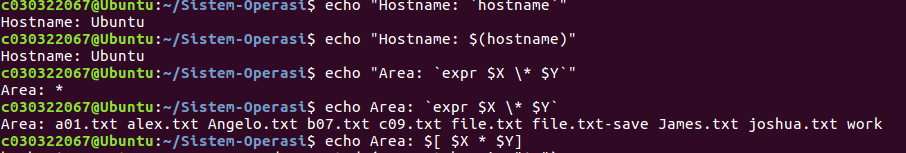 c030322067@Ubuntu:~/Sistem-Operasi$ echo "Hostname: `hostname`"
Hostname: Ubuntu
c030322067@Ubuntu:~/Sistem-Operasi$ echo "Hostname: $(hostname)"
Hostname: Ubuntu
c030322067@Ubuntu:~/Sistem-Operasi$ echo "Area: `expr $X \* $Y`"
Area: *
c030322067@Ubuntu:~/Sistem-Operasi$ echo Area: `expr $X \* $Y`
Area: a01.txt alex.txt Angelo.txt b07.txt c09.txt file.txt file.txt-save James.txt joshua.txt work
c030322067@Ubuntu:~/Sistem-Operasi$ echo Area: $[ $X * $Y]